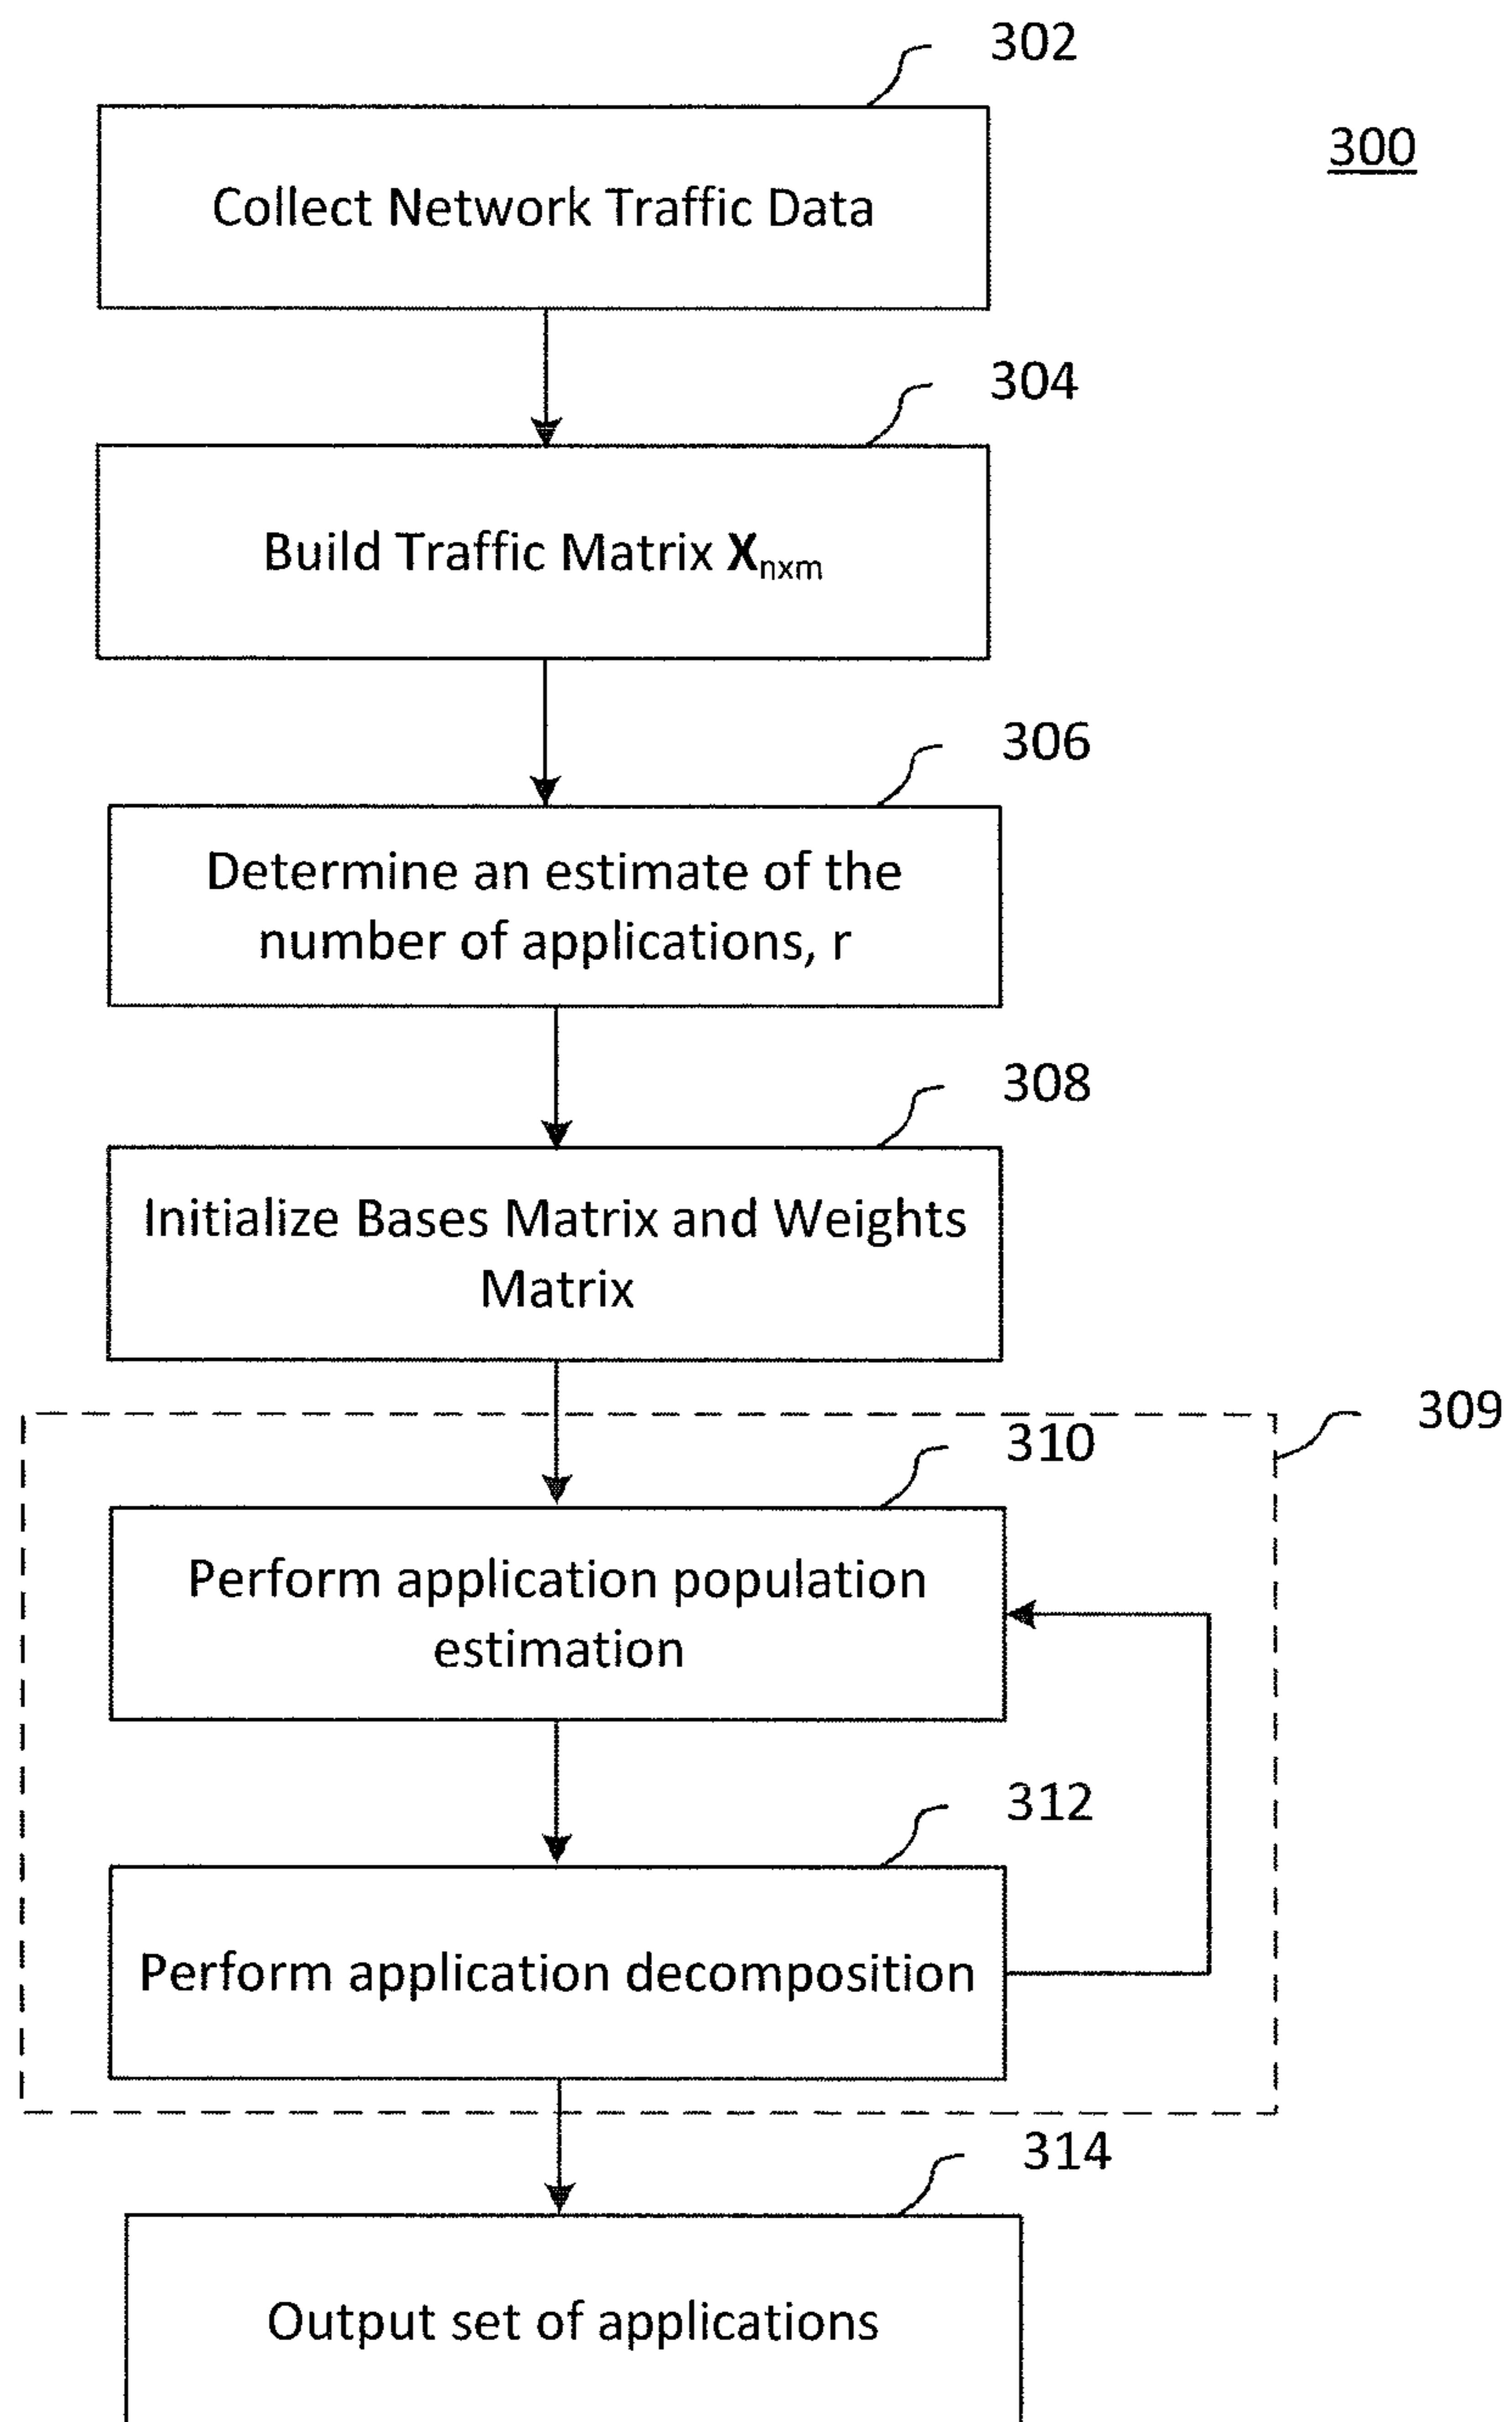 302
300
Collect Network Traffic Data
304
Build Traffic Matrix Xnxm
306
Determine an estimate of the
number of applications, r
308
Initialize Bases Matrix and Weights
Matrix
309
310
Perform application population
estimation
312
Perform application decomposition
314
Output set of applications